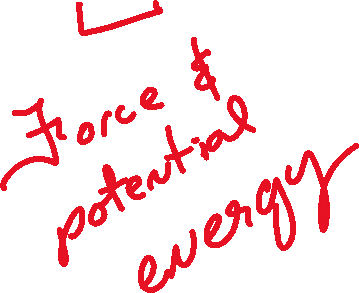 Force &
potential
energy